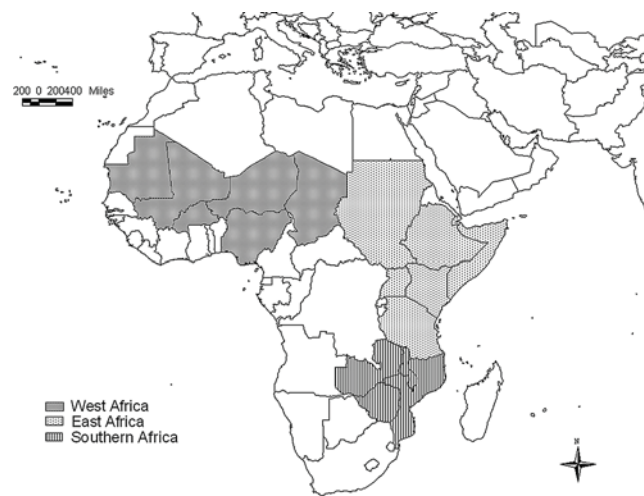 200 0 200400 Miles
West Africa
East Africa
Southern Africa
N